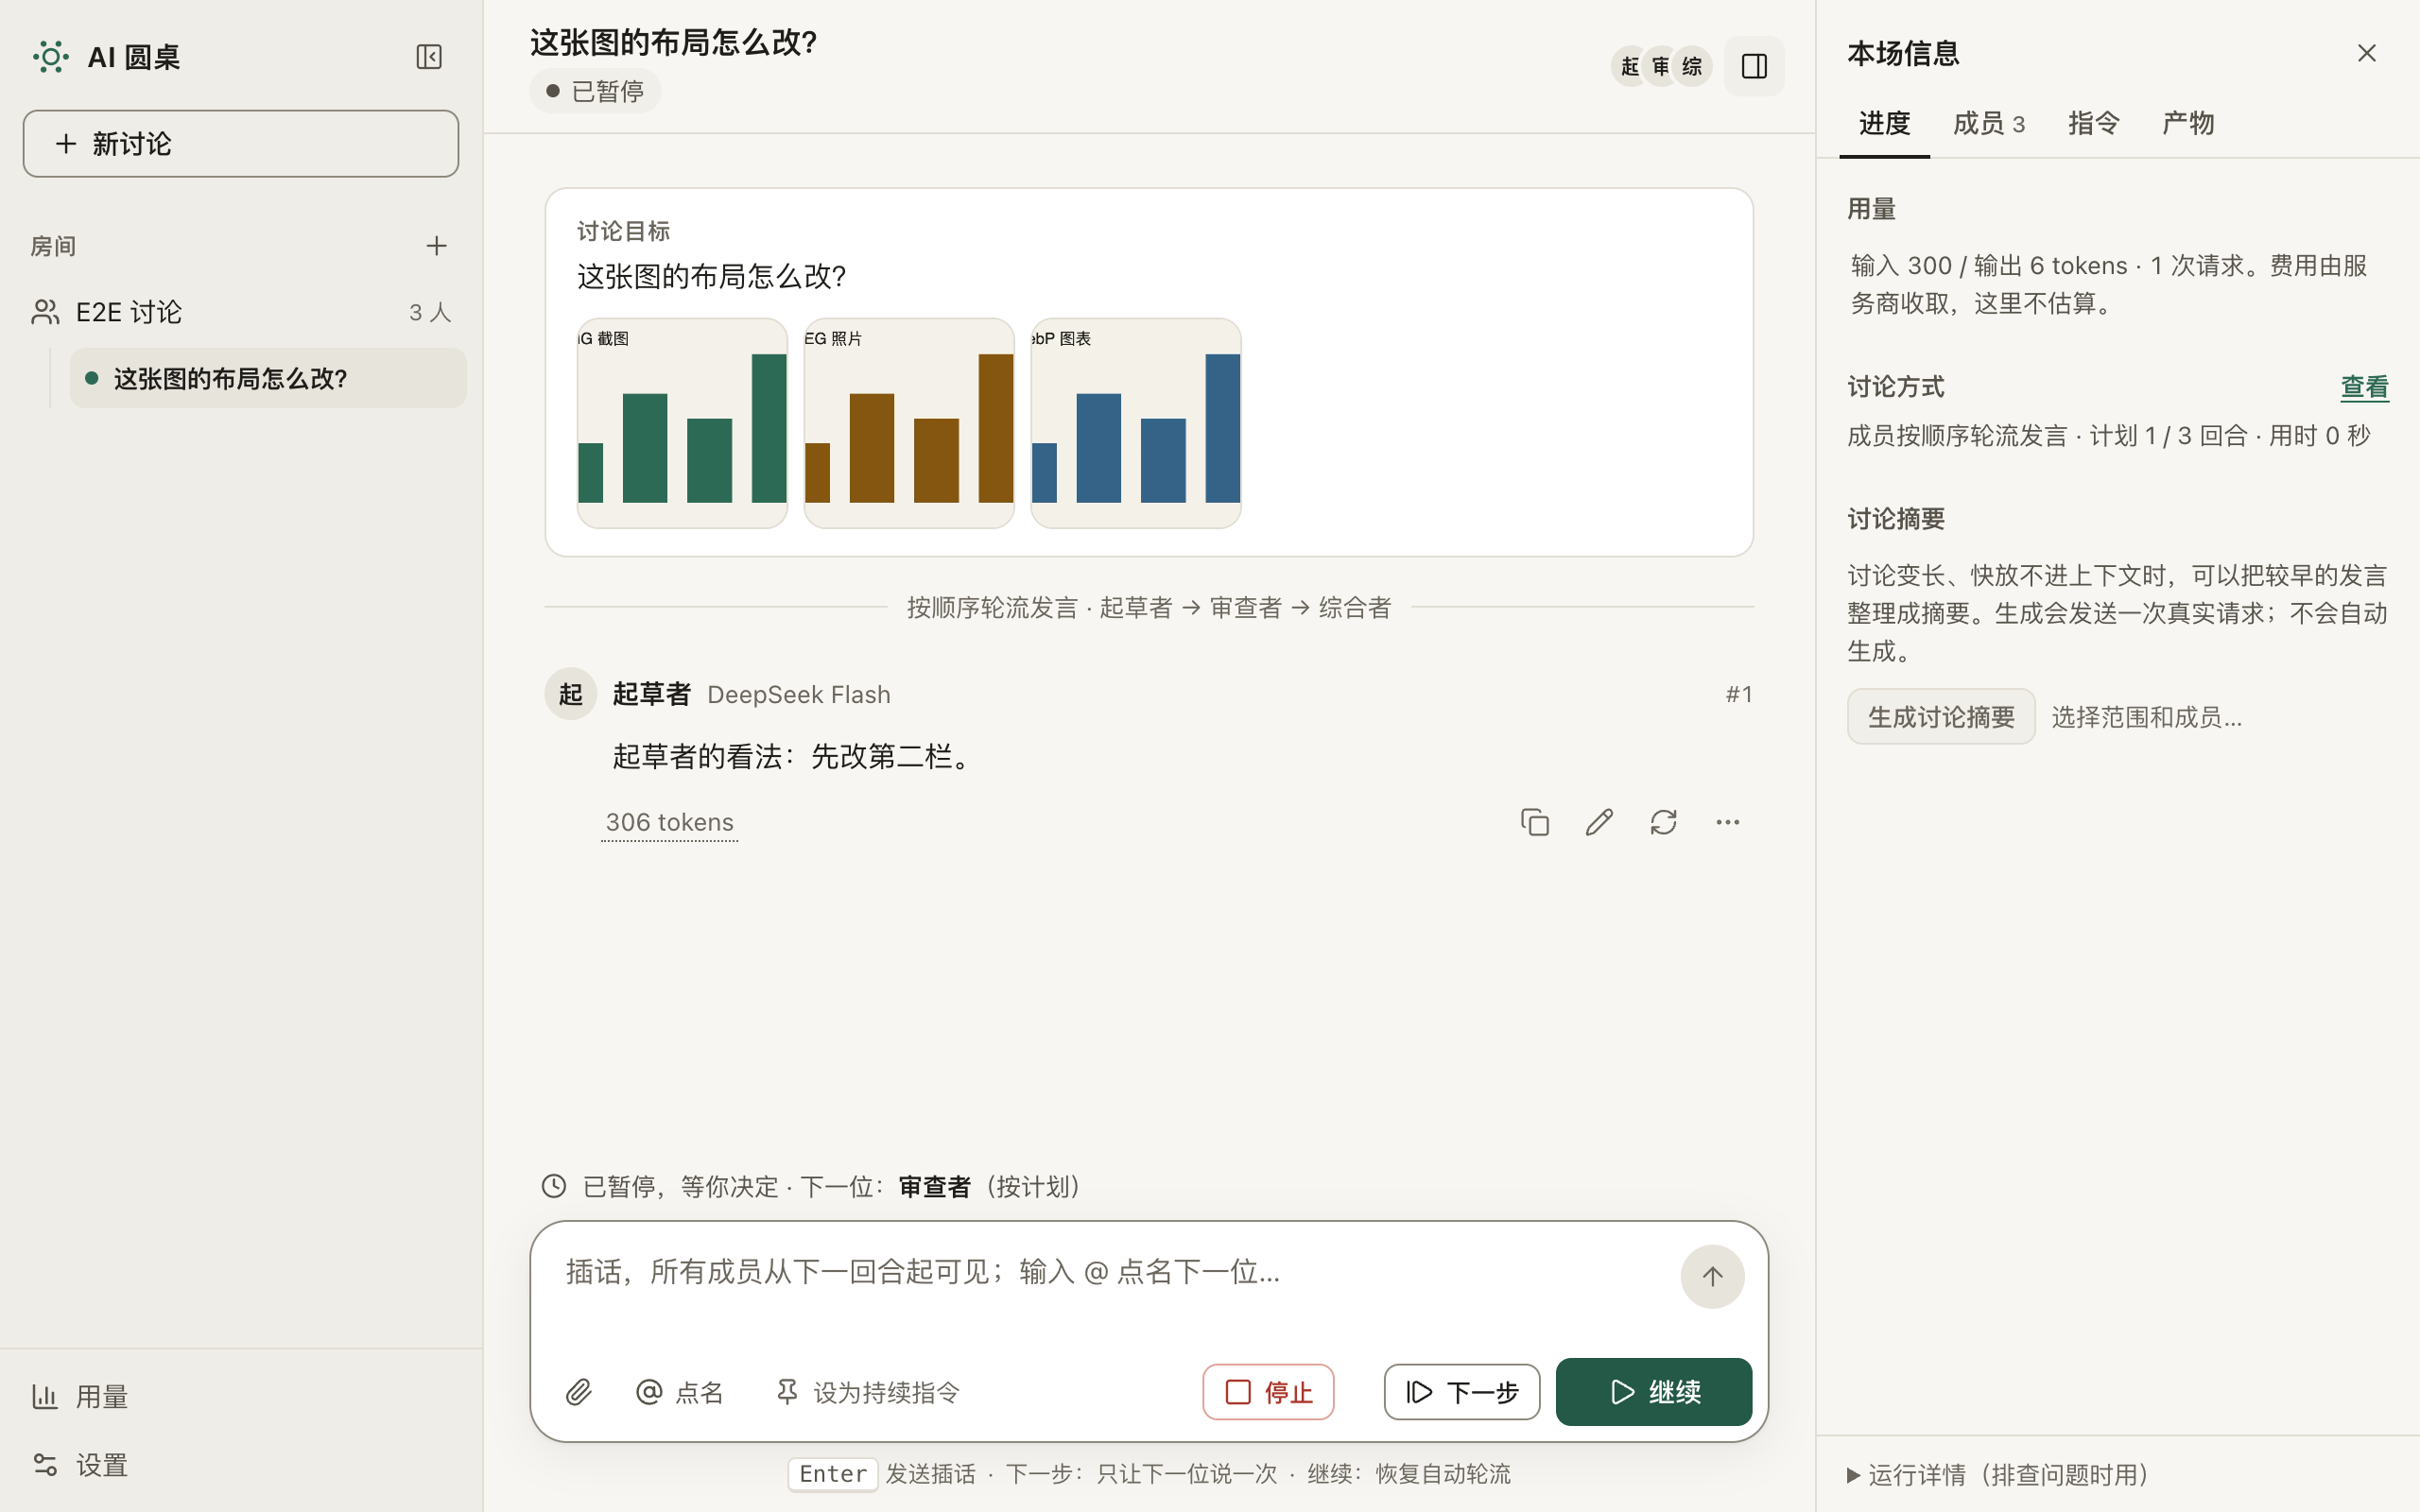 AI 圆桌
新讨论
房间
E2E 讨论
3 人
这张图的布局怎么改?
用量
设置
这张图的布局怎么改?
已暂停
起
审
综
讨论目标
这张图的布局怎么改?
G 截图
EG 照片
bP 图表
按顺序轮流发言 · 起草者 → 审查者 → 综合者
起
起草者 DeepSeek Flash
#1
起草者的看法：先改第二栏。
306 tokens
已暂停，等你决定 · 下一位：审查者（按计划）
插话，所有成员从下一回合起可见；输入 @ 点名下一位...
点名
设为持续指令
停止
下一步
继续
Enter 发送插话 · 下一步：只让下一位说一次 · 继续：恢复自动轮流
本场信息
进度
成员 3
指令
产物
用量
输入 300 / 输出 6 tokens · 1 次请求。费用由服
务商收取，这里不估算。
讨论方式
查看
成员按顺序轮流发言 · 计划 1 / 3 回合 · 用时 0 秒
讨论摘要
讨论变长、快放不进上下文时，可以把较早的发言
整理成摘要。生成会发送一次真实请求；不会自动
生成。
生成讨论摘要
选择范围和成员...
运行详情（排查问题时用）